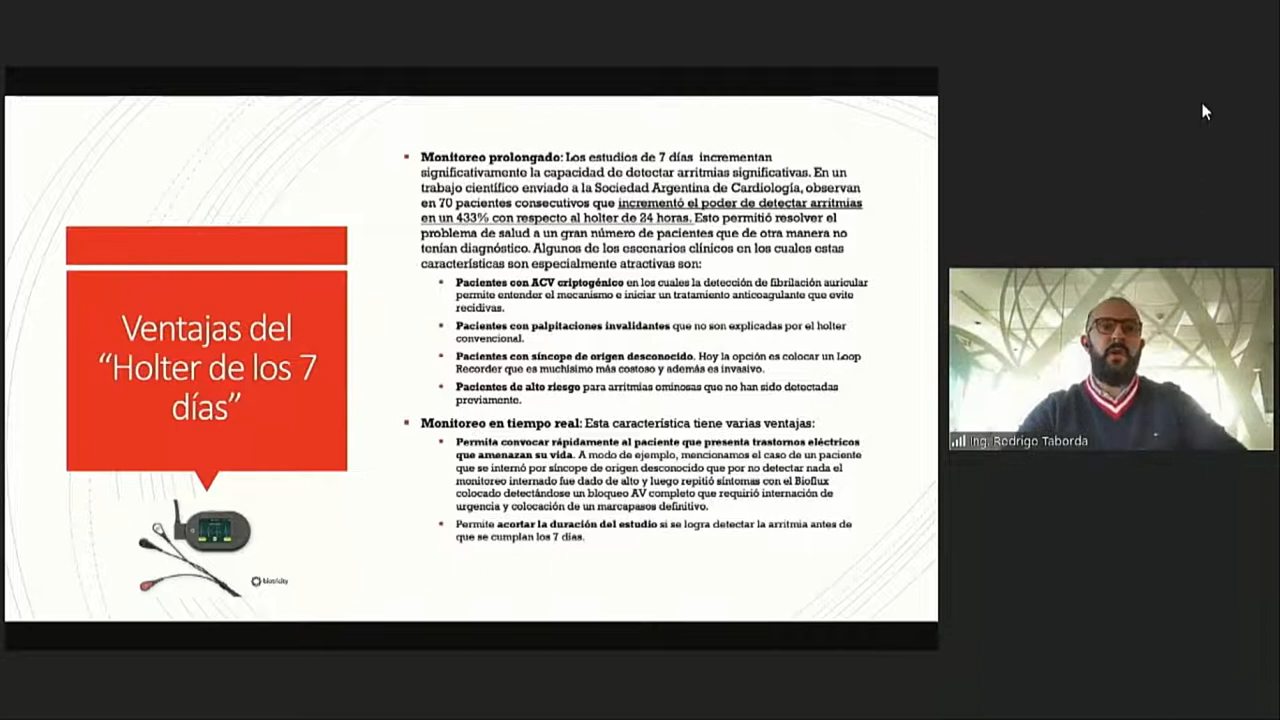 Ventajas del
“Holter de los 7
días”
Monitoreo prolongado: Los estudios de 7 días incrementan
significativamente la capacidad de detectar arritmias significativas. En un
trabajo científico enviado a la Sociedad Argentina de Cardiología, observan
en 70 pacientes consecutivos que incrementó el poder de detectar arritmias
en un 433% con respecto al holter de 24 horas. Esto permitió resolver el
problema de salud a un gran número de pacientes que de otra manera no
tenían diagnóstico. Algunos de los escenarios clínicos en los cuales estas
características son especialmente atractivas son:
Pacientes con ACV criptogénico en los cuales la detección de fibrilación auricular
permite entender el mecanismo e iniciar un tratamiento anticoagulante que evite
recidivas.
Pacientes con palpitaciones invalidantes que no son explicadas por el holter
convencional.
Pacientes con síncope de origen desconocido. Hoy la opción es colocar un Loop
Recorder que es muchísimo más costoso y además es invasivo.
Pacientes de alto riesgo para arritmias ominosas que no han sido detectadas
previamente.
Monitoreo en tiempo real: Esta característica tiene varias ventajas:
Permita convocar rápidamente al paciente que presenta trastornos eléctricos
que amenazan su vida. A modo de ejemplo, mencionamos el caso de un paciente
que se internó por síncope de origen desconocido que por no detectar nada el
monitoreo internado fue dado de alto y luego repitió síntomas con el Bioflux
colocado detectándose un bloqueo AV completo que requirió internación de
urgencia y colocación de un marcapasos definitivo.
Permite acortar la duración del estudio si se logra detectar la arritmia antes de
que se cumplan los 7 días.
biotricity
Ing. Rodrigo Taborda